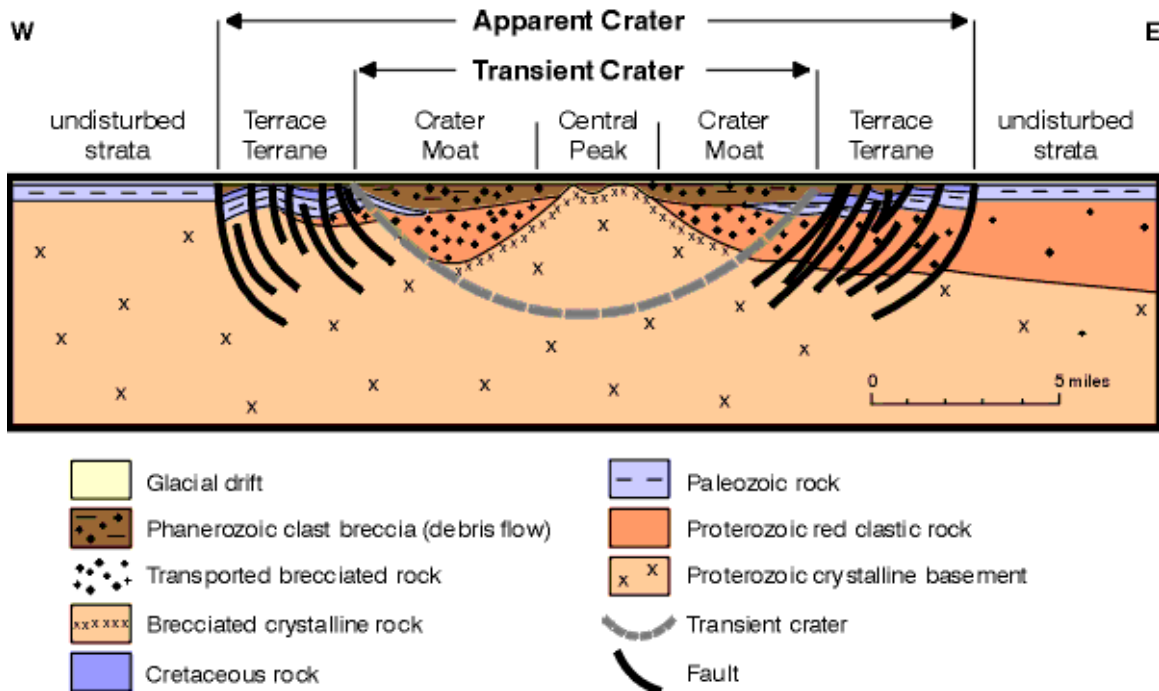 W
Apparent Crater
E
Transient Crater
undisturbed strata
Terrace Terrane
Crater Moat
Central Peak
Crater Moat
Terrace Terrane
undisturbed strata
0 5 miles
Glacial drift
Phanerozoic clast breccia (debris flow)
Transported brecciated rock
Brecciated crystalline rock
Cretaceous rock
Paleozoic rock
Proterozoic red clastic rock
Proterozoic crystalline basement
Transient crater
Fault